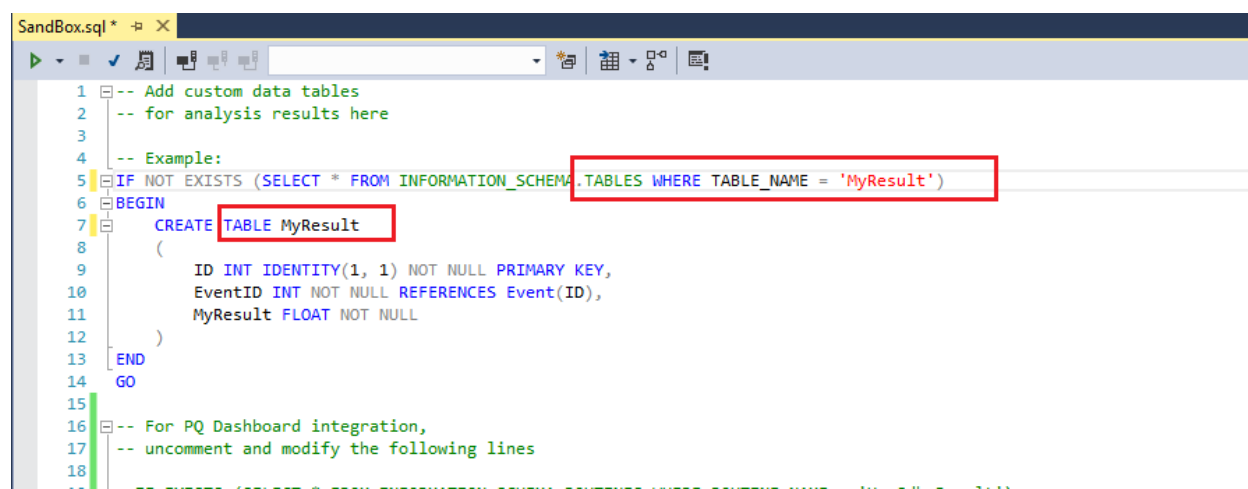 SandBox.sql*
1 -- Add custom data tables
2 -- for analysis results here
3
4 -- Example:
5 IF NOT EXISTS (SELECT * FROM INFORMATION_SCHEMA.TABLES WHERE TABLE_NAME = 'MyResult')
6 BEGIN
7 CREATE TABLE MyResult
8 (
9 ID INT IDENTITY(1, 1) NOT NULL PRIMARY KEY,
10 EventID INT NOT NULL REFERENCES Event(ID),
11 MyResult FLOAT NOT NULL
12 )
13 END
14 GO
15
16 -- For PQ Dashboard integration,
17 -- uncomment and modify the following lines
18